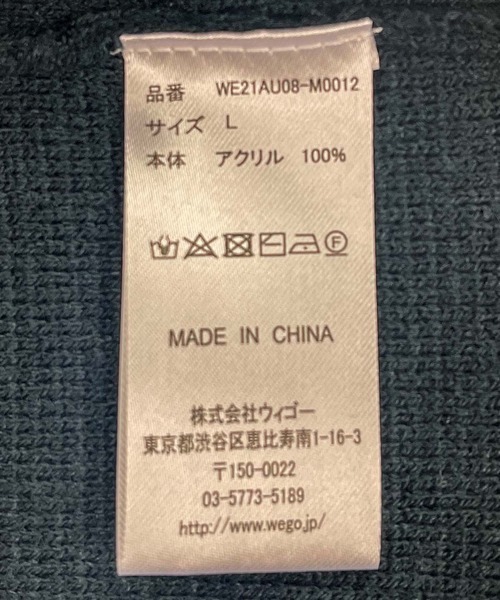 品番 WE21AU08-M0012
サイズ L
本体 アクリル 100%
F
MADE IN CHINA
株式会社ウィゴー
東京都渋谷区恵比寿南1-16-3
〒150-0022
03-5773-5189
http://www.wego.jp/